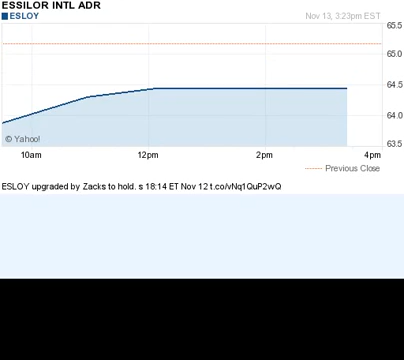 ESSILOR INTL ADR
ESLOY
Nov 13, 3:23pm EST
65.5
65.0
64.5
64.0
63.5
© Yahoo!
10am 12pm 2pm 4pm
Previous Close
ESLOY upgraded by Zacks to hold. s 18:14 ET Nov 12 t.co/vNq1QuP2wQ